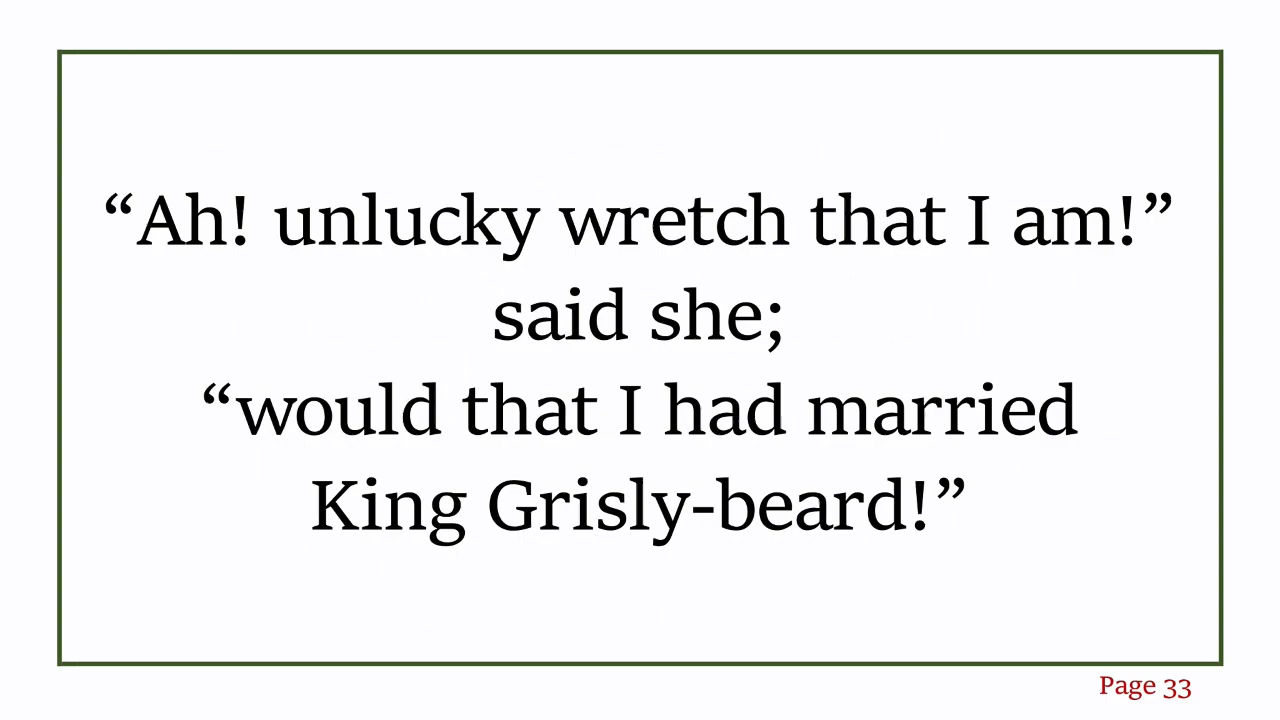 “Ah! unlucky wretch that I am!”
said she;
“would that I had married
King Grisly-beard!”
Page 33